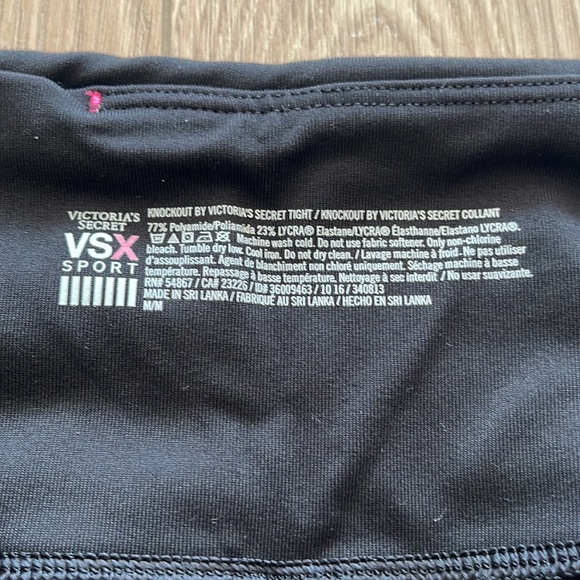 VICTORIA'S
SECRET
VSX
SPORT
KNOCKOUT BY VICTORIA'S SECRET TIGHT / KNOCKOUT BY VICTORIA'S SECRET COLLANT
77% Polyamide/Poliamida 23% LYCRA® Elastane/LYCRA® Élasthanne/Elastano LYCRA®.
Machine wash cold. Do not use fabric softener. Only non-chlorine
bleach. Tumble dry low. Cool iron. Do not dry clean. / Lavage machine à froid. Ne pas utiliser
d'assouplissant. Agent de blanchiment non chloré uniquement. Séchage machine à basse
température. Repassage à basse température. Nettoyage à sec interdit / No usar suavizante.
RN# 54867 / CA# 23226 / ID# 36009463 / 10 16 / 340813
MADE IN SRI LANKA / FABRIQUÉ AU SRI LANKA / HECHO EN SRI LANKA
M/M